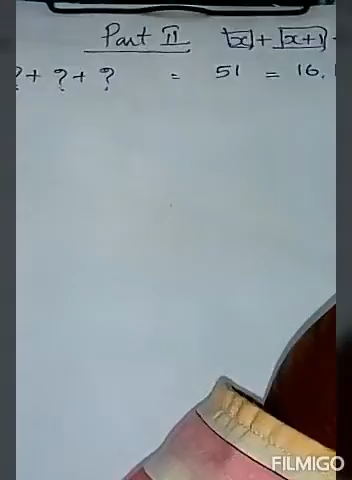 Part II x + x+1 +
? + ? + ? = 51 = 16,
FILMIGO